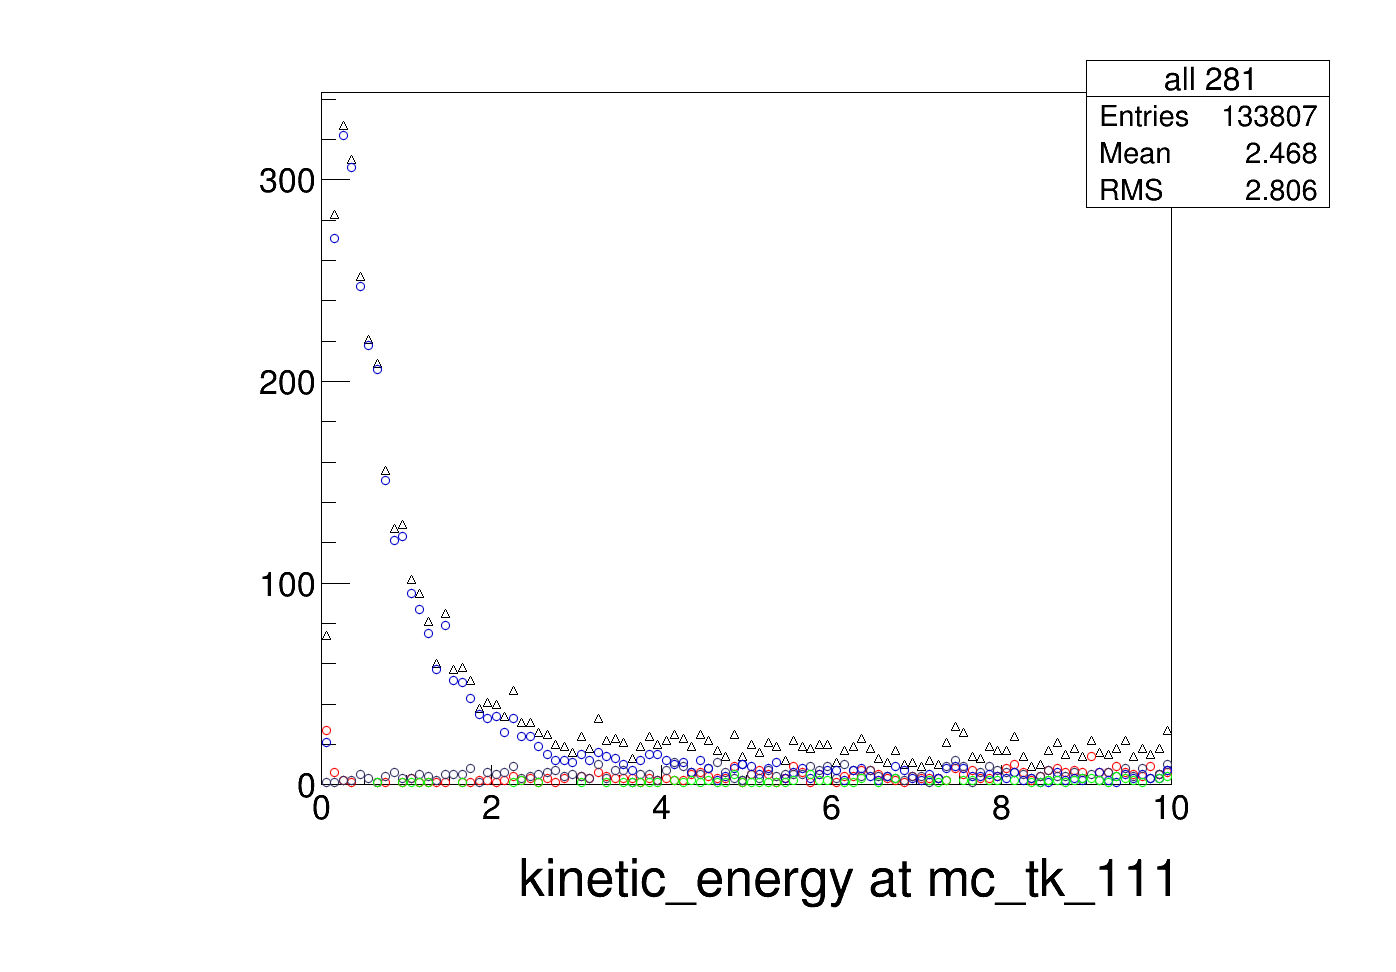 all 281
Entries 133807
Mean 2.468
RMS 2.806
300
200
100
0
0 2 4 6 8 10
kinetic_energy at mc_tk_111